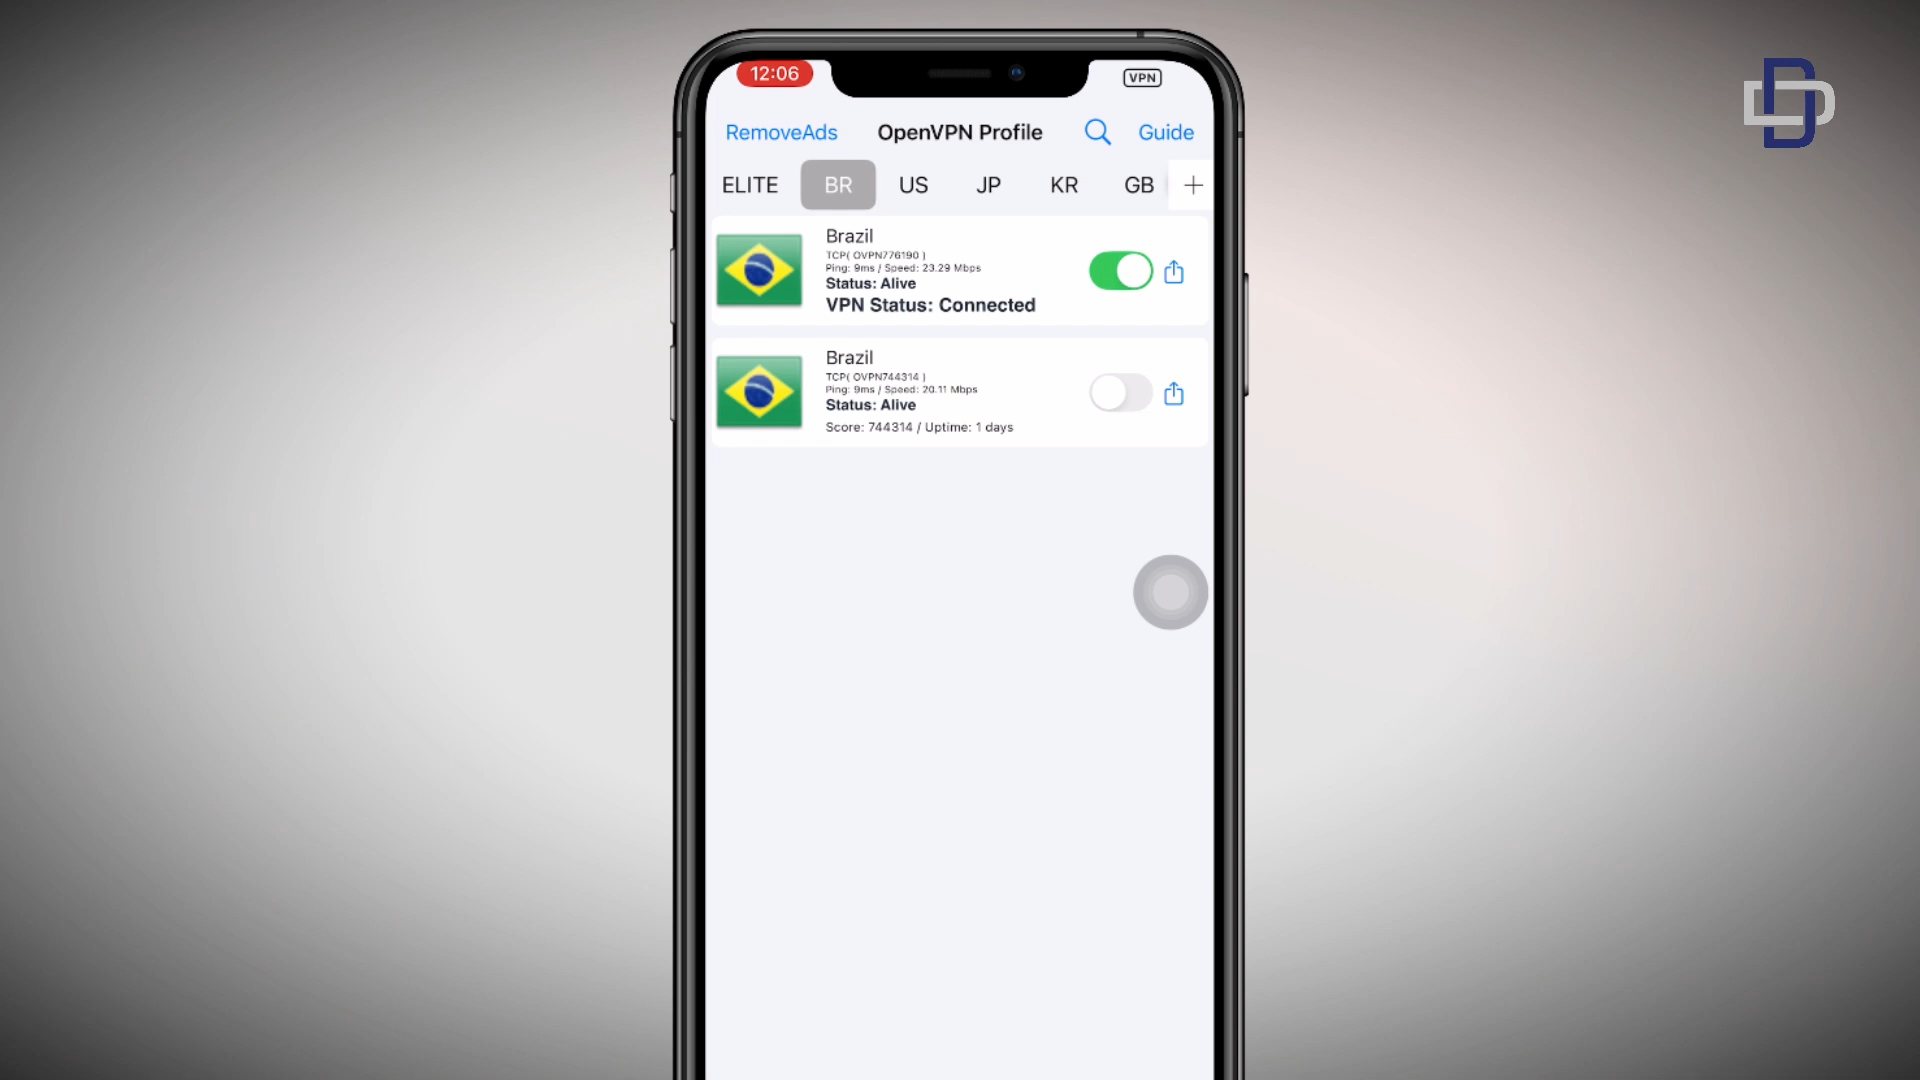 12:06
VPN
RemoveAds OpenVPN Profile Guide
ELITE BR US JP KR GB +
Brazil
TCP( OVPN776190 )
Ping: 9ms / Speed: 23.29 Mbps
Status: Alive
VPN Status: Connected
Brazil
TCP( OVPN744314 )
Ping: 9ms / Speed: 20.11 Mbps
Status: Alive
Score: 744314 / Uptime: 1 days